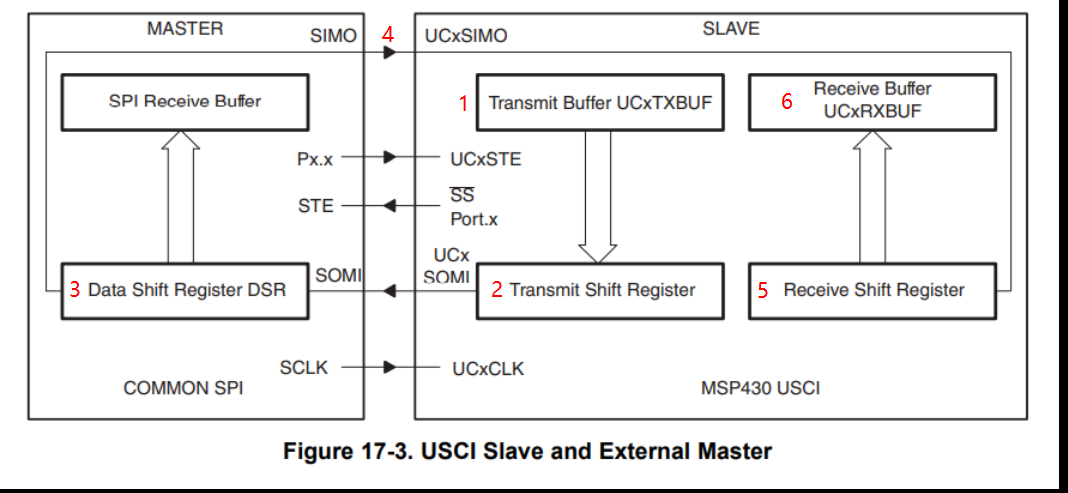 MASTER
SIMO
4
UCxSIMO
SLAVE
SPI Receive Buffer
1
Transmit Buffer UCxTXBUF
6
Receive Buffer
UCxRXBUF
Px.x
UCxSTE
STE
SS
Port.x
UCx
SOMI
SOMI
3 Data Shift Register DSR
2 Transmit Shift Register
5 Receive Shift Register
SCLK
UCxCLK
COMMON SPI
MSP430 USCI
Figure 17-3. USCI Slave and External Master